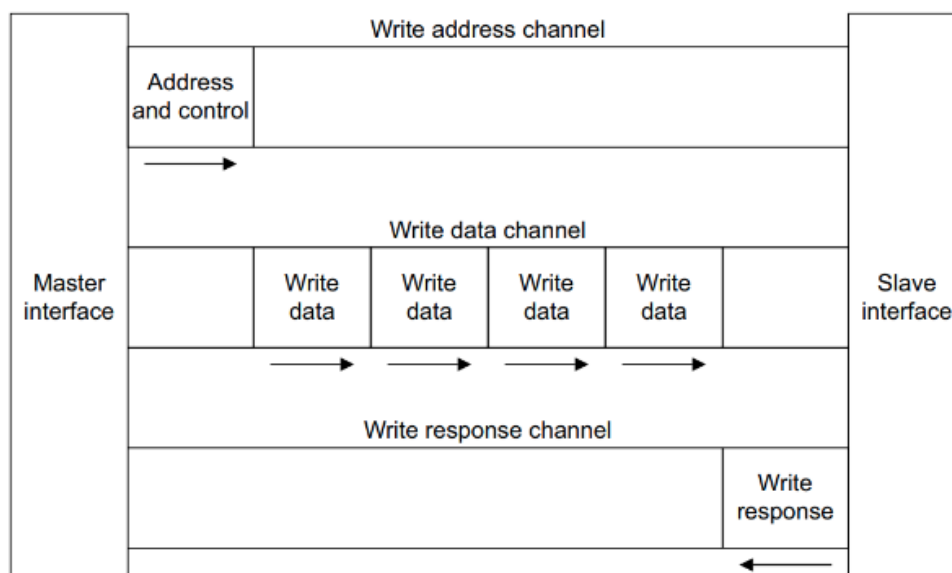 Write address channel
Address
and control
Write data channel
Master
interface
Write
data
Write
data
Write
data
Write
data
Slave
interface
Write response channel
Write
response